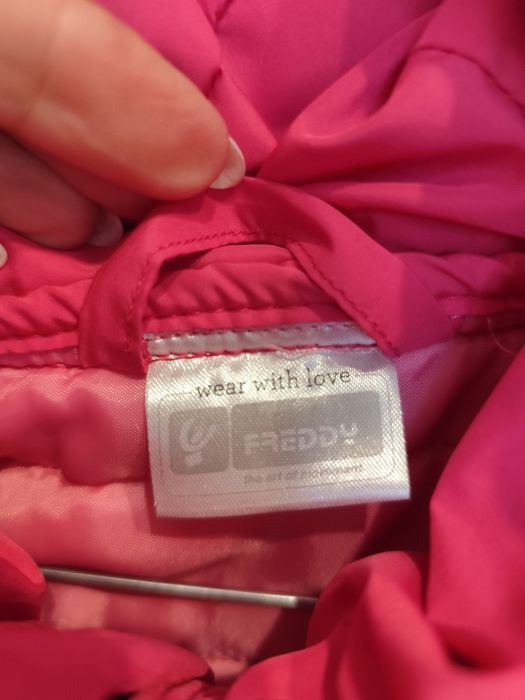 wear with love
FREDDY
the art of movement